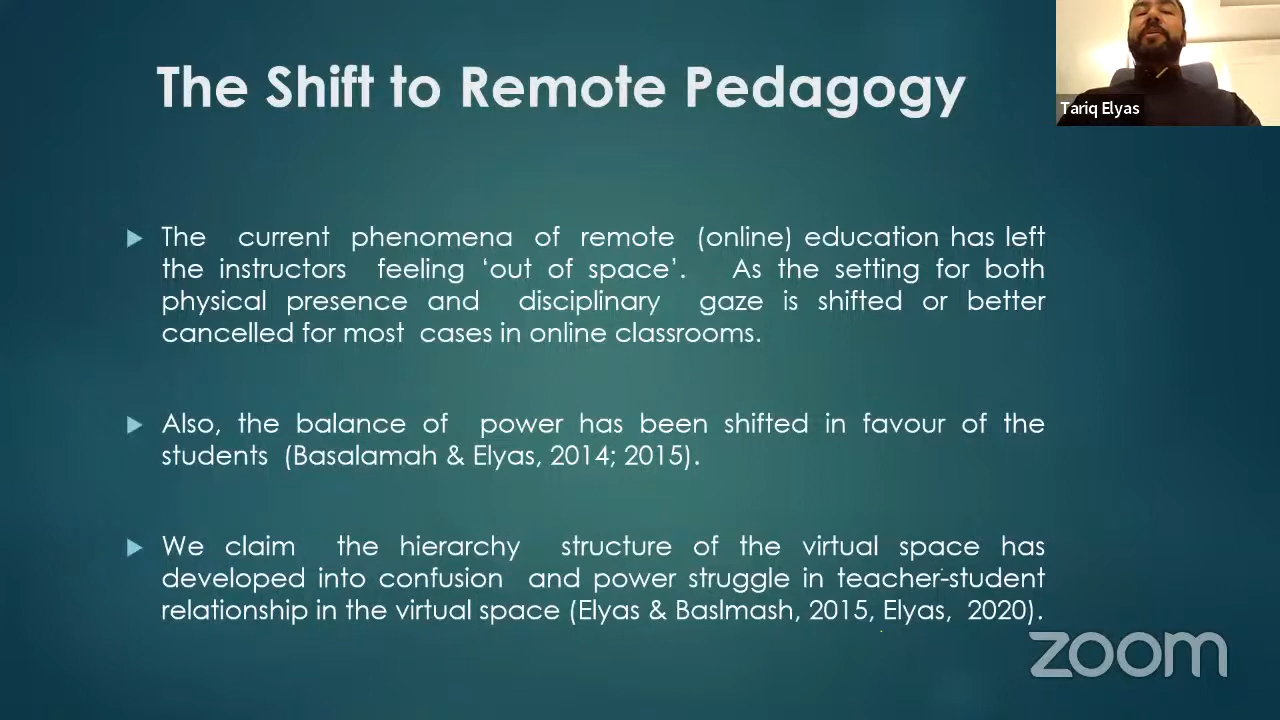 The Shift to Remote Pedagogy
Tariq Elyas
The current phenomena of remote (online) education has left
the instructors feeling ‘out of space’. As the setting for both
physical presence and disciplinary gaze is shifted or better
cancelled for most cases in online classrooms.
Also, the balance of power has been shifted in favour of the
students (Basalamah & Elyas, 2014; 2015).
We claim the hierarchy structure of the virtual space has
developed into confusion and power struggle in teacher-student
relationship in the virtual space (Elyas & Baslmash, 2015, Elyas, 2020).
zoom